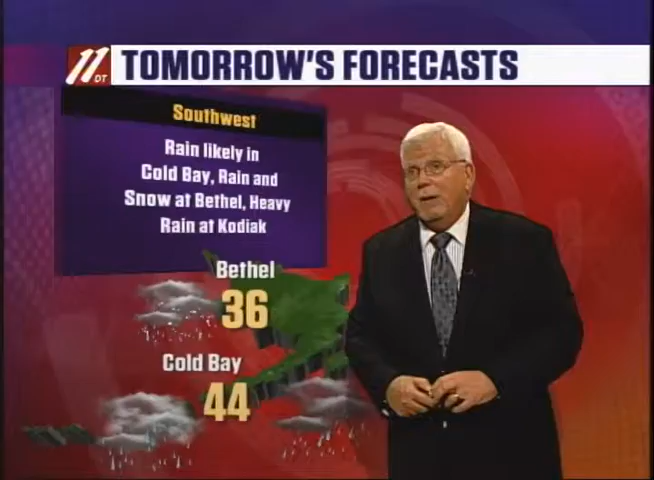 11 DT
TOMORROW'S FORECASTS
Southwest
Rain likely in
Cold Bay, Rain and
Snow at Bethel, Heavy
Rain at Kodiak
Bethel
36
Cold Bay
44